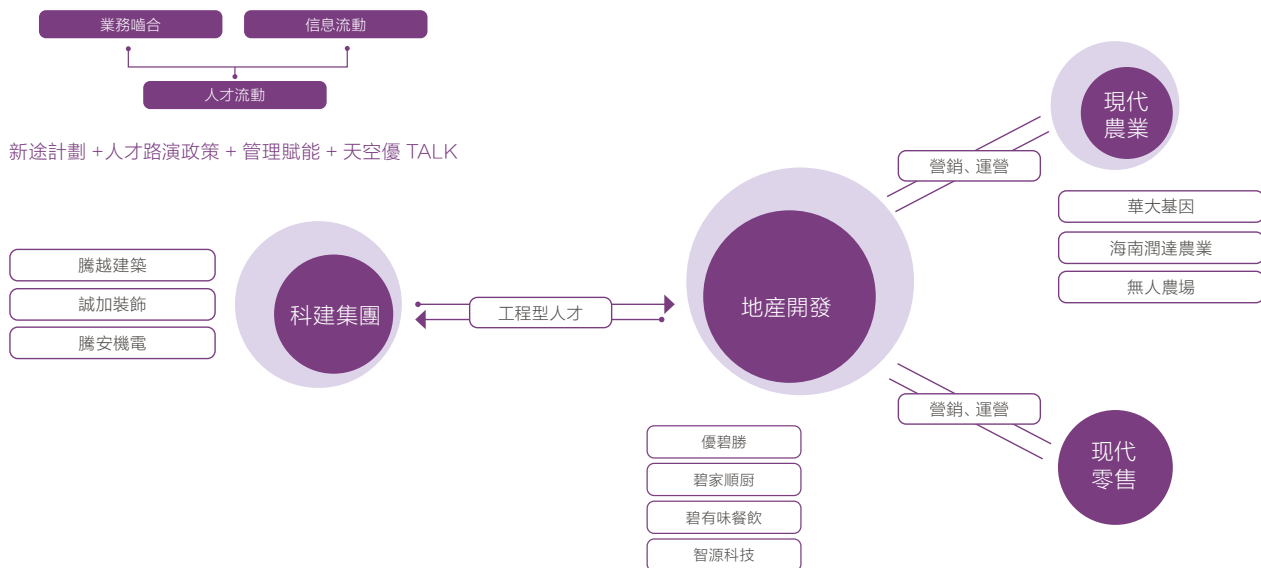 業務嚙合
信息流動
人才流動
新途計劃 +人才路演政策 + 管理賦能 + 天空優 TALK
騰越建築
誠加裝飾
騰安機電
科建集團
工程型人才
地産開發
優碧勝
碧家順厨
碧有味餐飲
智源科技
營銷、運營
現代
農業
華大基因
海南潤達農業
無人農場
營銷、運營
现代
零售